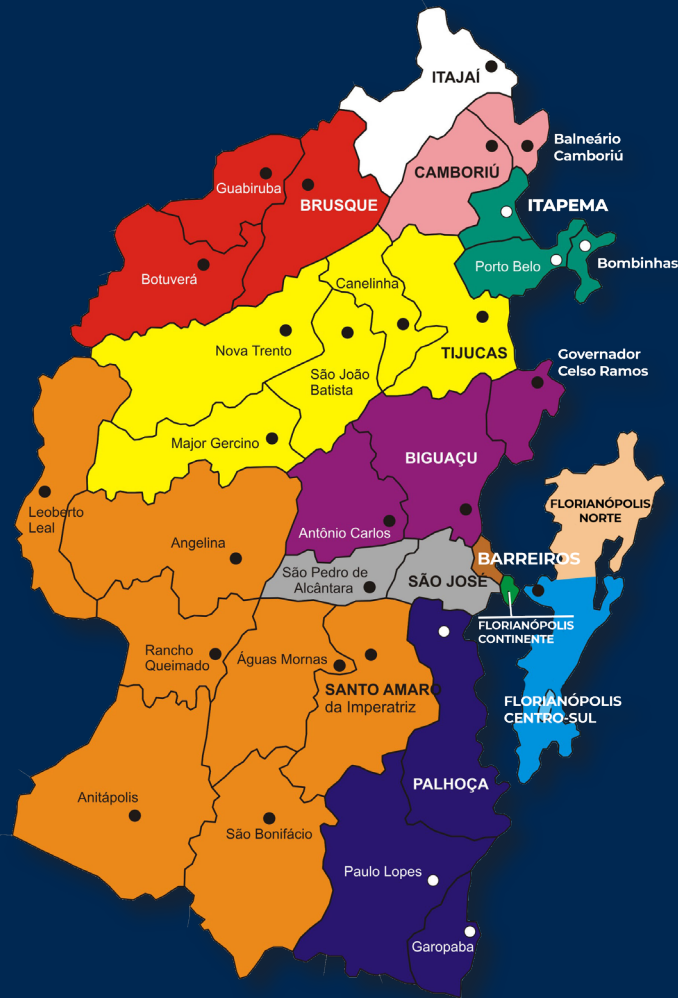 ITAJAÍ
Balneário
Camboriú
CAMBORIÚ
Guabiruba
BRUSQUE
ITAPEMA
Botuverá
Porto Belo
Bombinhas
Canelinha
Nova Trento
TIJUCAS
Governador
Celso Ramos
São João
Batista
Major Gercino
BIGUAÇU
Leoberto
Leal
FLORIANÓPOLIS
NORTE
Antônio Carlos
Angelina
BARREIROS
São Pedro de
Alcântara
SÃO JOSÉ
FLORIANÓPOLIS
CONTINENTE
Rancho
Queimado
Águas Mornas
SANTO AMARO
da Imperatriz
FLORIANÓPOLIS
CENTRO-SUL
PALHOÇA
Anitápolis
São Bonifácio
Paulo Lopes
Garopaba